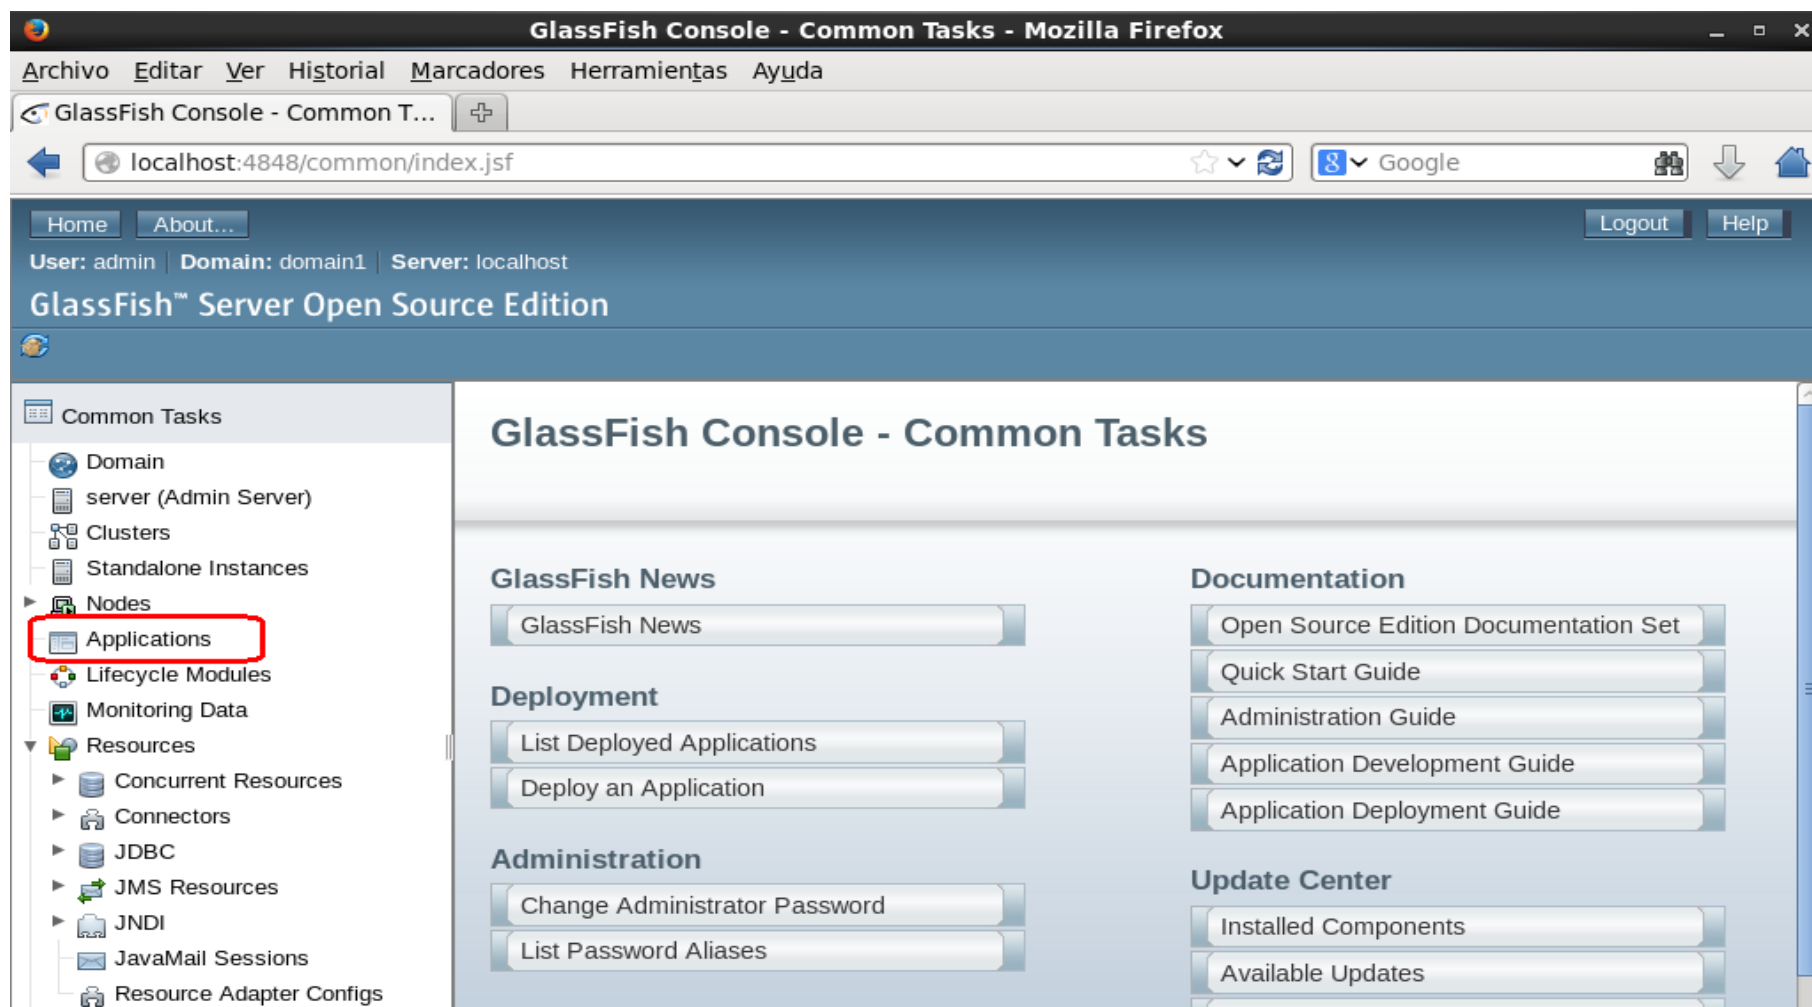 GlassFish Console - Common Tasks - Mozilla Firefox
Archivo Editar Ver Historial Marcadores Herramientas Ayuda
GlassFish Console - Common T...
localhost:4848/common/index.jsf
8 Google
Home About...
Logout Help
User: admin Domain: domain1 Server: localhost
GlassFish™ Server Open Source Edition
Common Tasks
Domain
server (Admin Server)
Clusters
Standalone Instances
Nodes
Applications
Lifecycle Modules
Monitoring Data
Resources
Concurrent Resources
Connectors
JDBC
JMS Resources
JNDI
JavaMail Sessions
Resource Adapter Configs
GlassFish Console - Common Tasks
GlassFish News
GlassFish News
Deployment
List Deployed Applications
Deploy an Application
Administration
Change Administrator Password
List Password Aliases
Documentation
Open Source Edition Documentation Set
Quick Start Guide
Administration Guide
Application Development Guide
Application Deployment Guide
Update Center
Installed Components
Available Updates